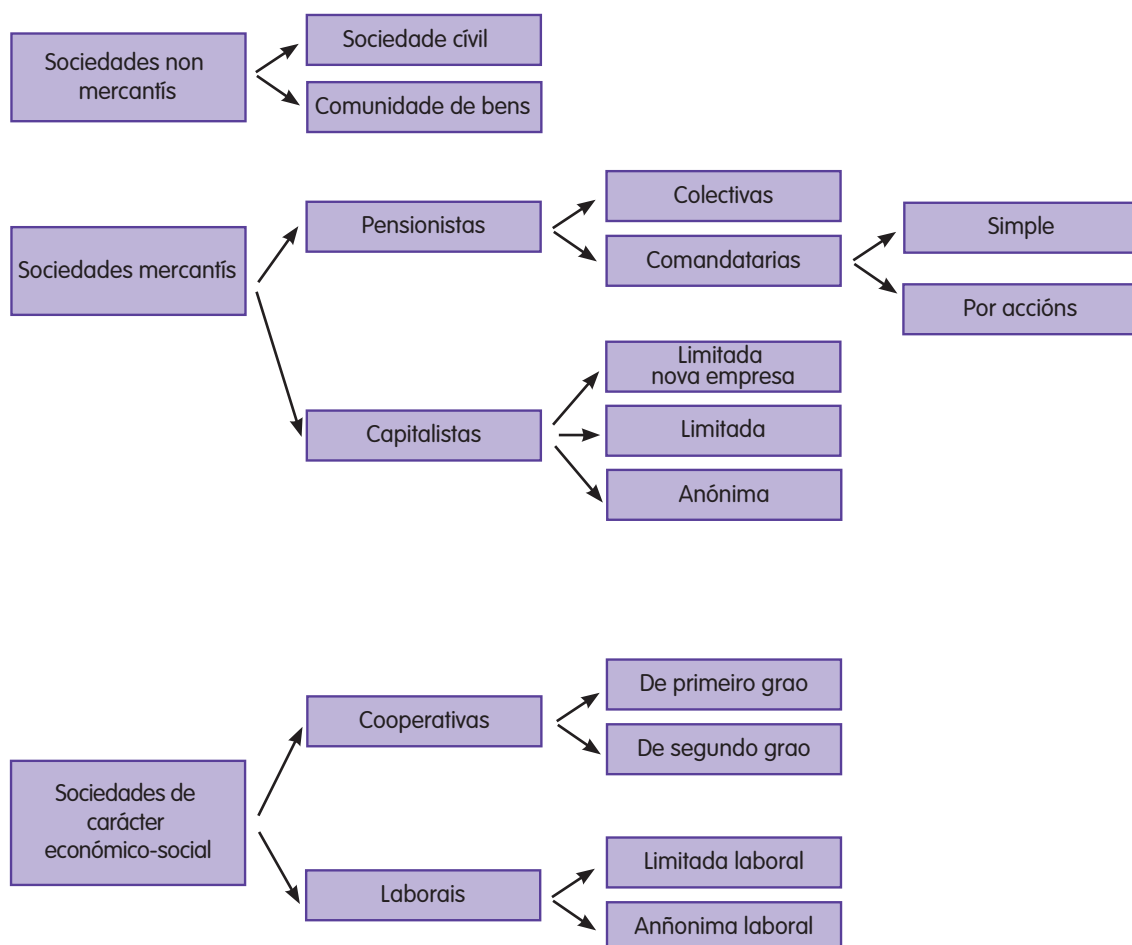 Sociedades non
mercantís
Sociedade cívil
Comunidade de bens
Sociedades mercantís
Pensionistas
Colectivas
Comandatarias
Simple
Por accións
Capitalistas
Limitada
nova empresa
Limitada
Anónima
Sociedades de
carácter
económico-social
Cooperativas
De primeiro grao
De segundo grao
Laborais
Limitada laboral
Anñonima laboral